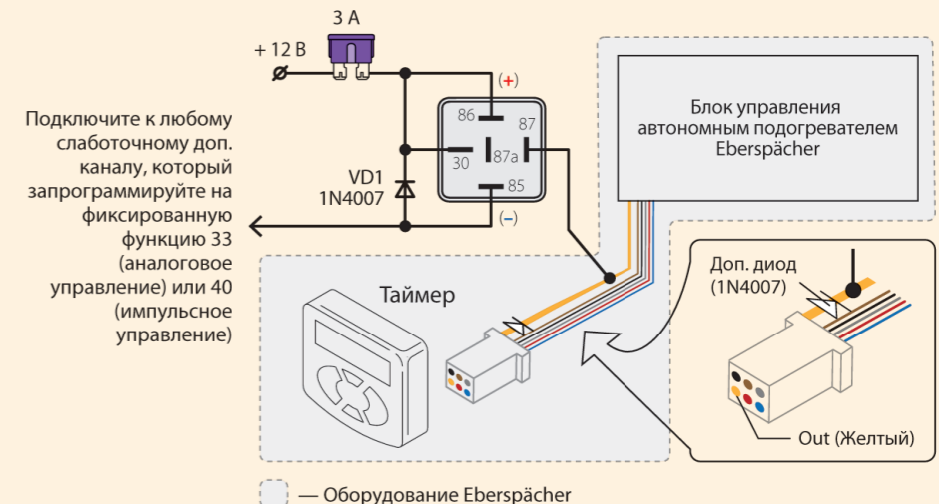 3 А
+ 12 В
(+)
86
87
30
87a
85
(–)
VD1
1N4007
Подключите к любому
слаботочному доп.
каналу, который
запрограммируйте на
фиксированную
функцию 33
(аналоговое
управление) или 40
(импульсное
управление)
Блок управления
автономным подогревателем
Eberspächer
Таймер
Доп. диод
(1N4007)
Out (Желтый)
— Оборудование Eberspächer